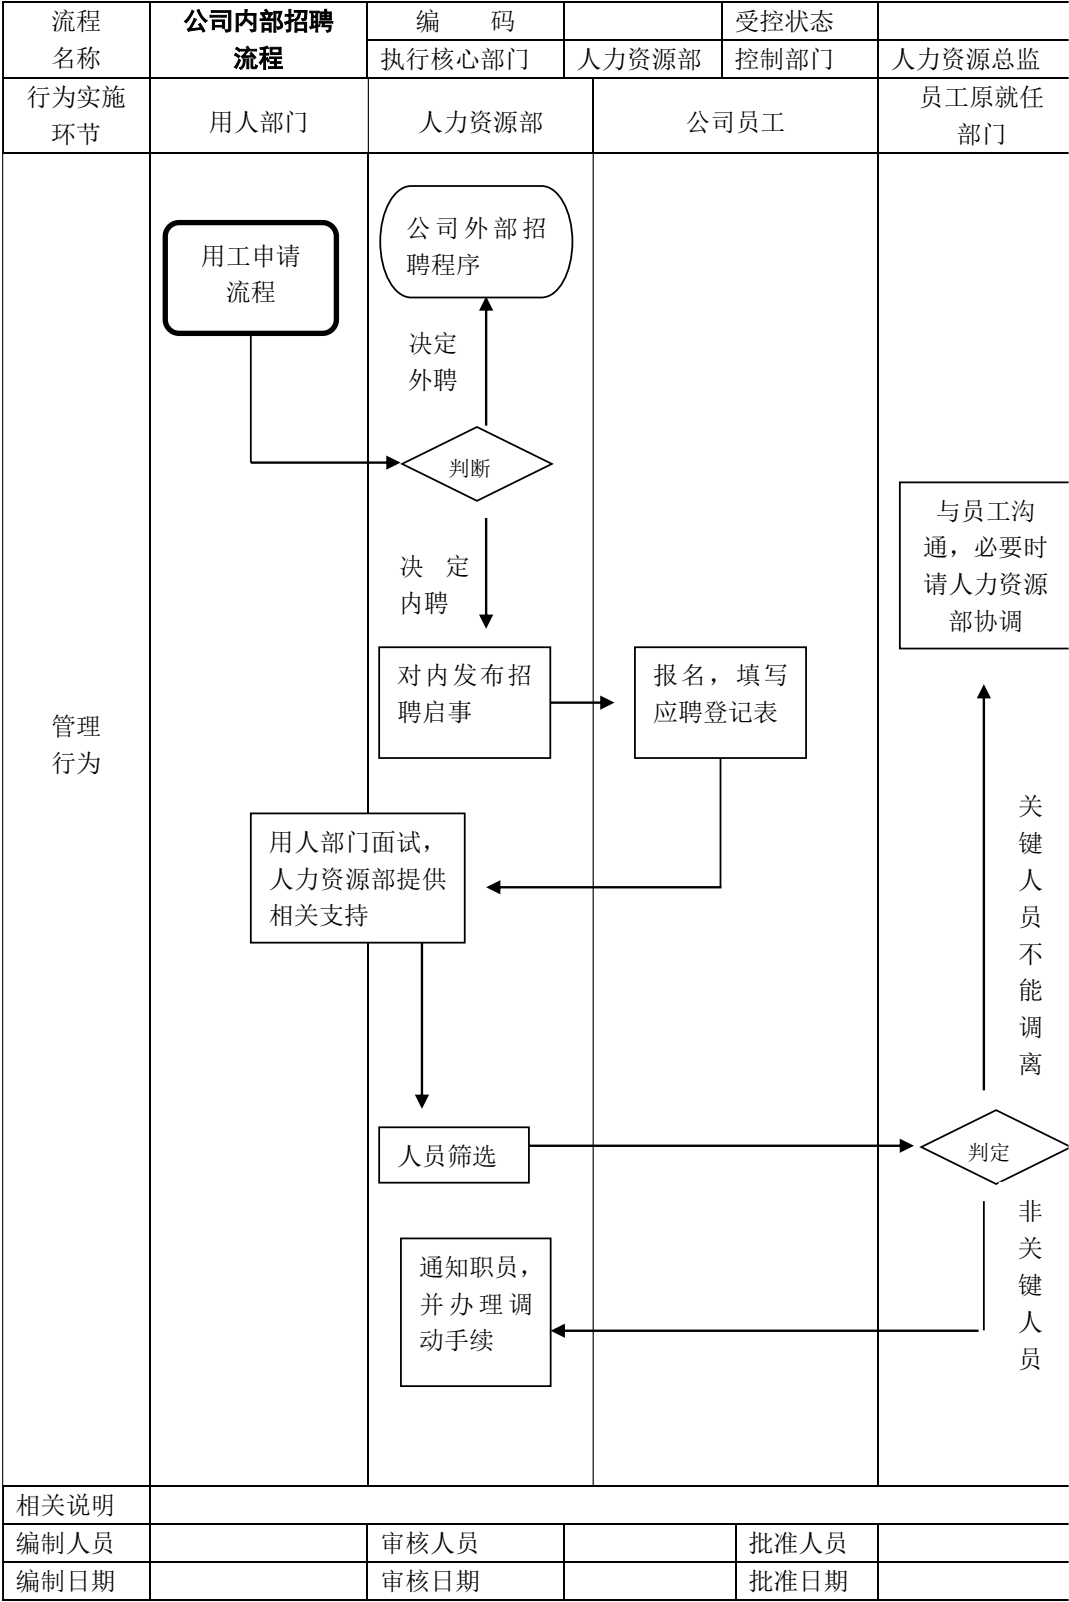 流程
名称
公司内部招聘
流程
编 码
受控状态
执行核心部门
人力资源部
控制部门
人力资源总监
行为实施
环节
用人部门
人力资源部
公司员工
员工原就任
部门
管理
行为
用工申请
流程
公司外部招
聘程序
决定
外聘
判断
决 定
内聘
对内发布招
聘启事
报名，填写
应聘登记表
与员工沟
通，必要时
请人力资源
部协调
用人部门面试，
人力资源部提供
相关支持
关
键
人
员
不
能
调
离
人员筛选
判定
非
关
键
人
员
通知职员，
并办理调
动手续
相关说明
编制人员
审核人员
批准人员
编制日期
审核日期
批准日期